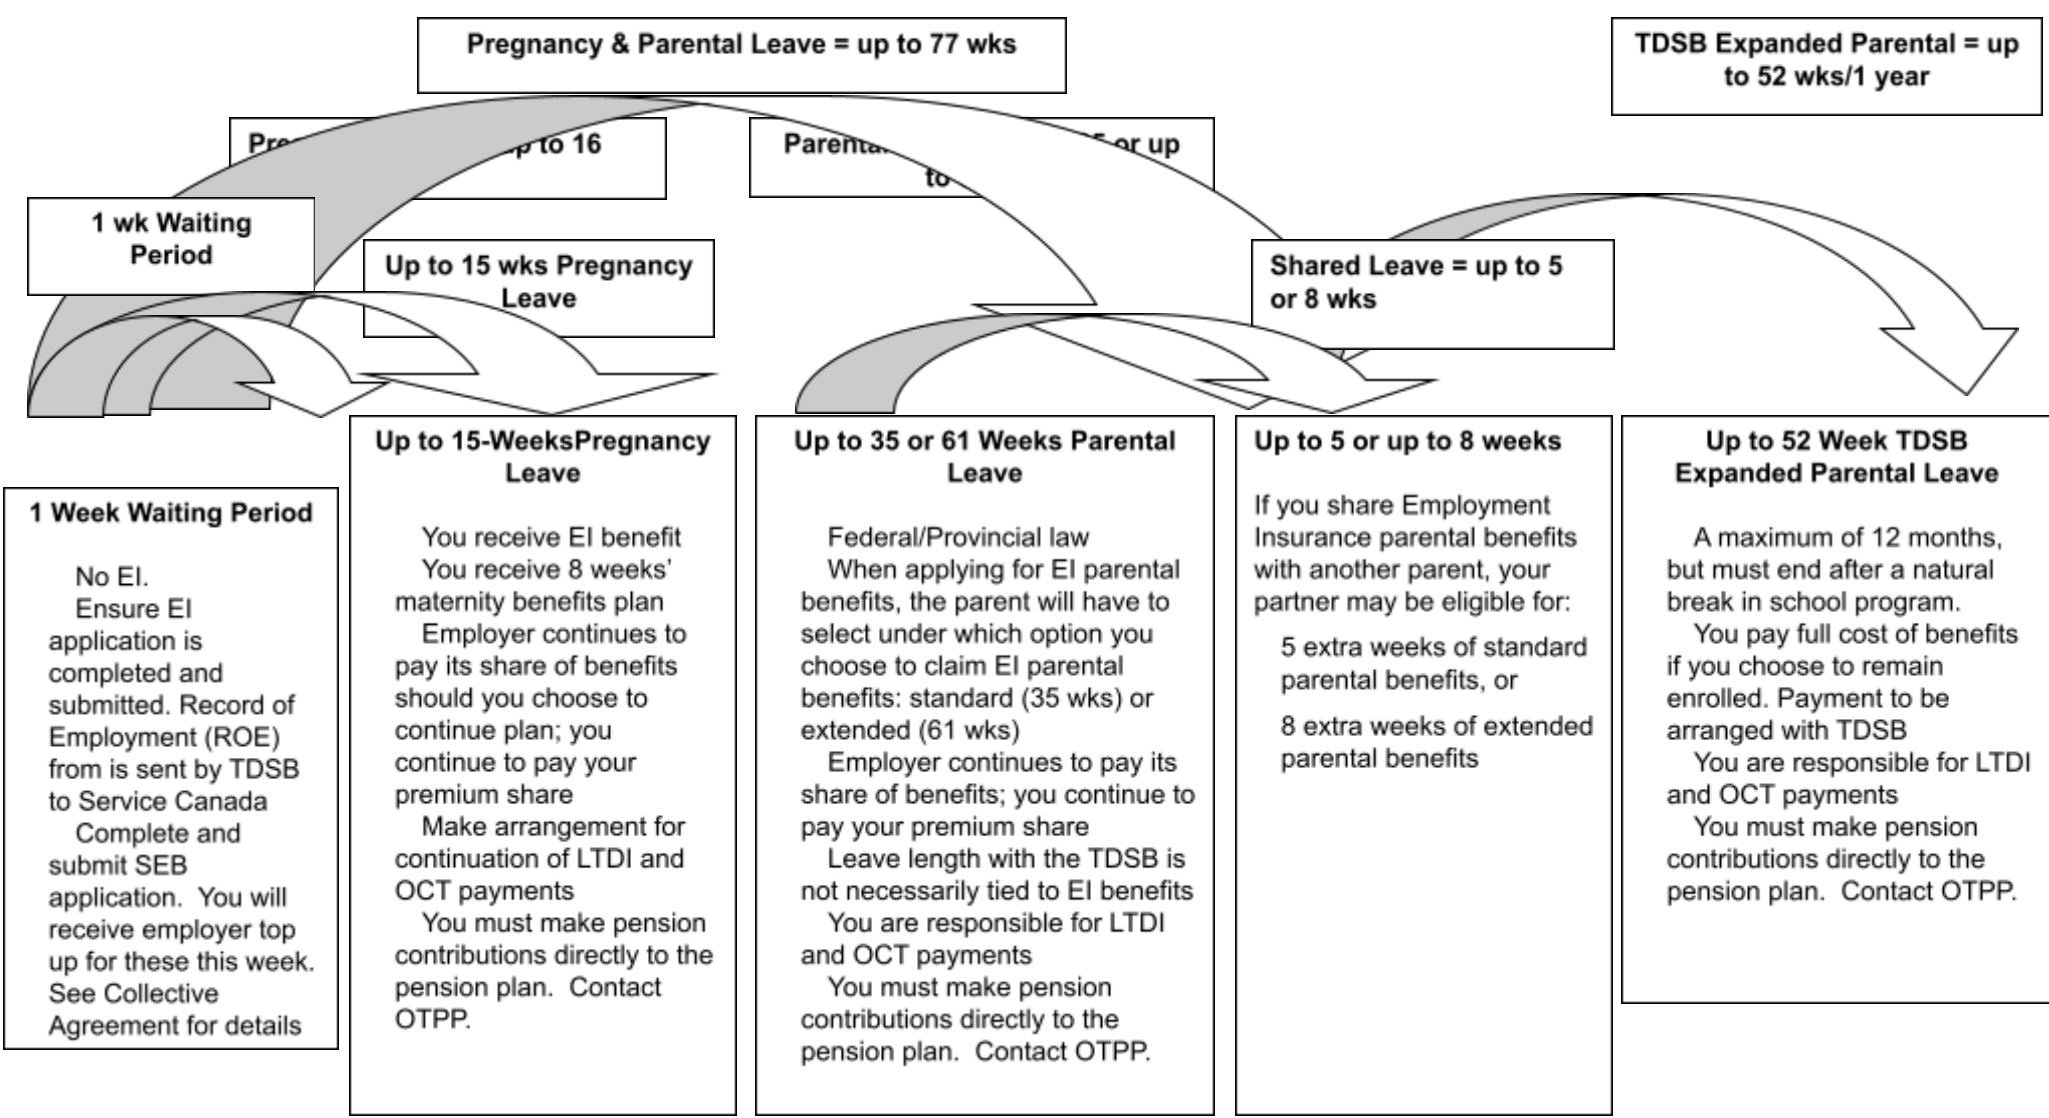 Pregnancy & Parental Leave = up to 77 wks
TDSB Expanded Parental = up
to 52 wks/1 year
to 16
or up
to
1 wk Waiting
Period
Up to 15 wks Pregnancy
Leave
Shared Leave = up to 5
or 8 wks
1 Week Waiting Period
No EI.
Ensure EI
application is
completed and
submitted. Record of
Employment (ROE)
from is sent by TDSB
to Service Canada
Complete and
submit SEB
application. You will
receive employer top
up for these this week.
See Collective
Agreement for details
Up to 15-WeeksPregnancy
Leave
You receive EI benefit
You receive 8 weeks’
maternity benefits plan
Employer continues to
pay its share of benefits
should you choose to
continue plan; you
continue to pay your
premium share
Make arrangement for
continuation of LTDI and
OCT payments
You must make pension
contributions directly to the
pension plan. Contact
OTPP.
Up to 35 or 61 Weeks Parental
Leave
Federal/Provincial law
When applying for EI parental
benefits, the parent will have to
select under which option you
choose to claim EI parental
benefits: standard (35 wks) or
extended (61 wks)
Employer continues to pay its
share of benefits; you continue to
pay your premium share
Leave length with the TDSB is
not necessarily tied to EI benefits
You are responsible for LTDI
and OCT payments
You must make pension
contributions directly to the
pension plan. Contact OTPP.
Up to 5 or up to 8 weeks
If you share Employment
Insurance parental benefits
with another parent, your
partner may be eligible for:
5 extra weeks of standard
parental benefits, or
8 extra weeks of extended
parental benefits
Up to 52 Week TDSB
Expanded Parental Leave
A maximum of 12 months,
but must end after a natural
break in school program.
You pay full cost of benefits
if you choose to remain
enrolled. Payment to be
arranged with TDSB
You are responsible for LTDI
and OCT payments
You must make pension
contributions directly to the
pension plan. Contact OTPP.